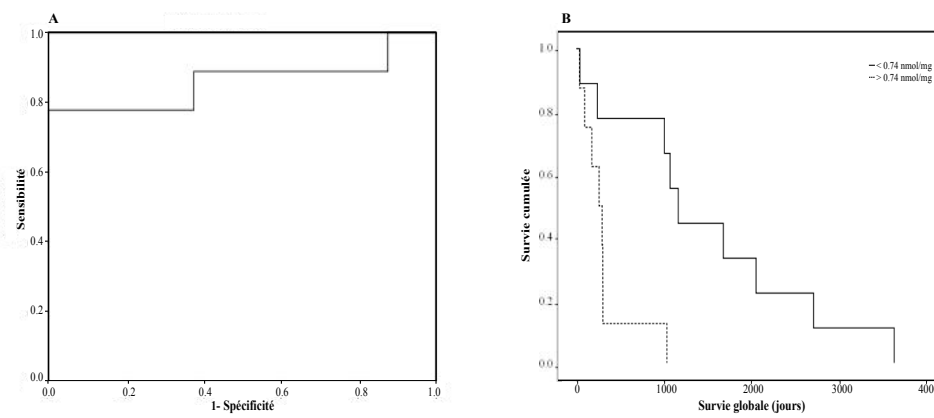 A
1.0
0.8
0.6
0.4
0.2
0.0
Sensibilité
0.0 0.2 0.4 0.6 0.8 1.0
1- Spécificité
B
1.0
0.8
0.6
0.4
0.2
0.0
Survie cumulée
< 0.74 nmol/mg
> 0.74 nmol/mg
0 1000 2000 3000 400
Survie globale (jours)